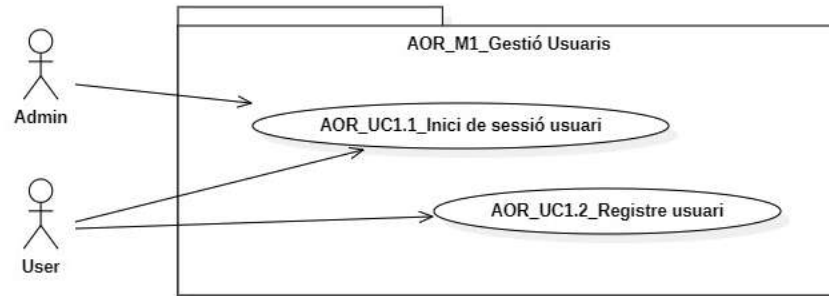 AOR_M1_Gestió Usuaris
Admin
AOR_UC1.1_Inici de sessió usuari
AOR_UC1.2_Registre usuari
User